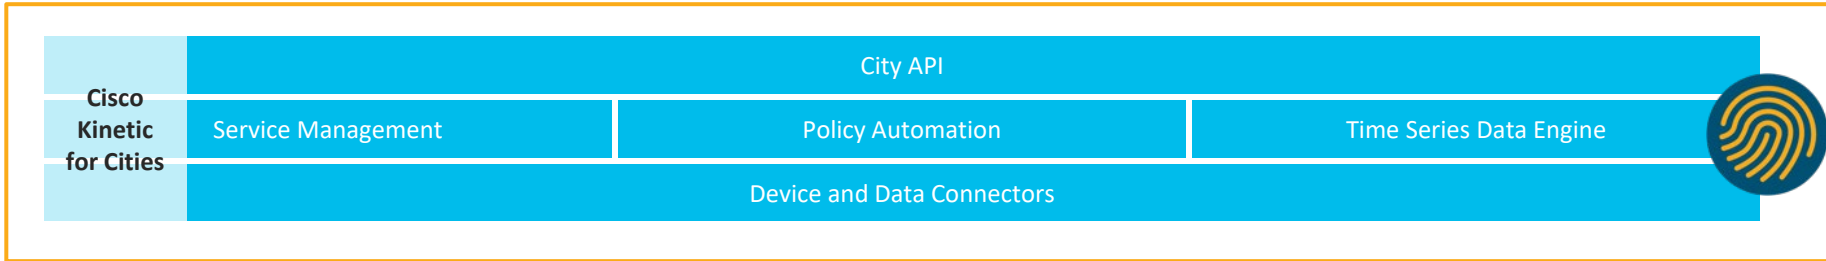 City API
Cisco
Kinetic
for Cities
Service Management
Policy Automation
Time Series Data Engine
Device and Data Connectors